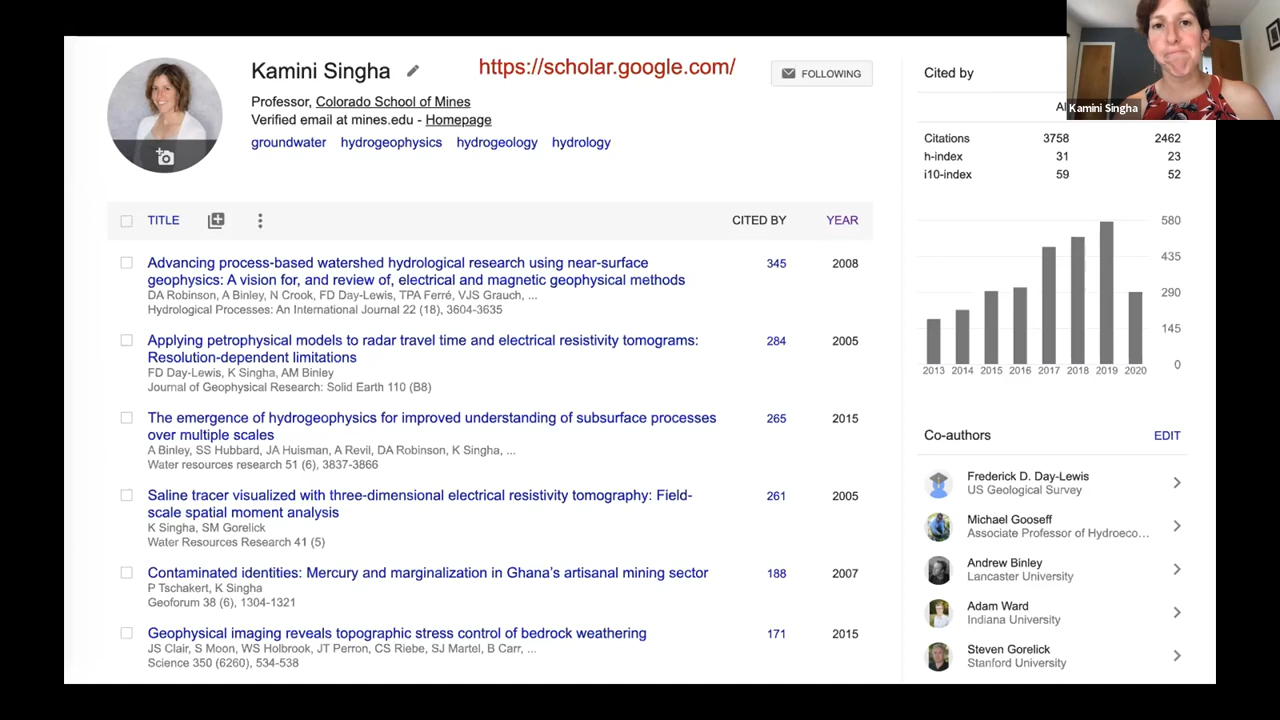 Kamini Singha
https://scholar.google.com/
FOLLOWING
Professor, Colorado School of Mines
Verified email at mines.edu - Homepage
groundwater hydrogeophysics hydrogeology hydrology
TITLE
CITED BY
YEAR
Advancing process-based watershed hydrological research using near-surface
geophysics: A vision for, and review of, electrical and magnetic geophysical methods
345
2008
DA Robinson, A Binley, N Crook, FD Day-Lewis, TPA Ferré, VJS Grauch, ...
Hydrological Processes: An International Journal 22 (18), 3604-3635
Applying petrophysical models to radar travel time and electrical resistivity tomograms:
Resolution-dependent limitations
284
2005
FD Day-Lewis, K Singha, AM Binley
Journal of Geophysical Research: Solid Earth 110 (B8)
The emergence of hydrogeophysics for improved understanding of subsurface processes
over multiple scales
265
2015
A Binley, SS Hubbard, JA Huisman, A Revil, DA Robinson, K Singha, ...
Water resources research 51 (6), 3837-3866
Saline tracer visualized with three-dimensional electrical resistivity tomography: Field-
scale spatial moment analysis
261
2005
K Singha, SM Gorelick
Water Resources Research 41 (5)
Contaminated identities: Mercury and marginalization in Ghana's artisanal mining sector
188
2007
P Tschakert, K Singha
Geoforum 38 (6), 1304-1321
Geophysical imaging reveals topographic stress control of bedrock weathering
171
2015
JS Clair, S Moon, WS Holbrook, JT Perron, CS Riebe, SJ Martel, B Carr, ...
Science 350 (6260), 534-538
Cited by
Kamini Singha
Citations 3758 2462
h-index 31 23
i10-index 59 52
580
435
290
145
0
2013 2014 2015 2016 2017 2018 2019 2020
Co-authors
EDIT
Frederick D. Day-Lewis
US Geological Survey
Michael Gooseff
Associate Professor of Hydroeco...
Andrew Binley
Lancaster University
Adam Ward
Indiana University
Steven Gorelick
Stanford University